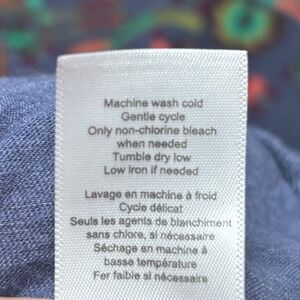 Machine wash cold
Gentle cycle
Only non-chlorine bleach
when needed
Tumble dry low
Low iron if needed
Lavage en machine à froid
Cycle délicat
Seuls les agents de blanchiment
sans chlore, si nécessaire
Séchage en machine à
basse température
Fer faible si nécessaire